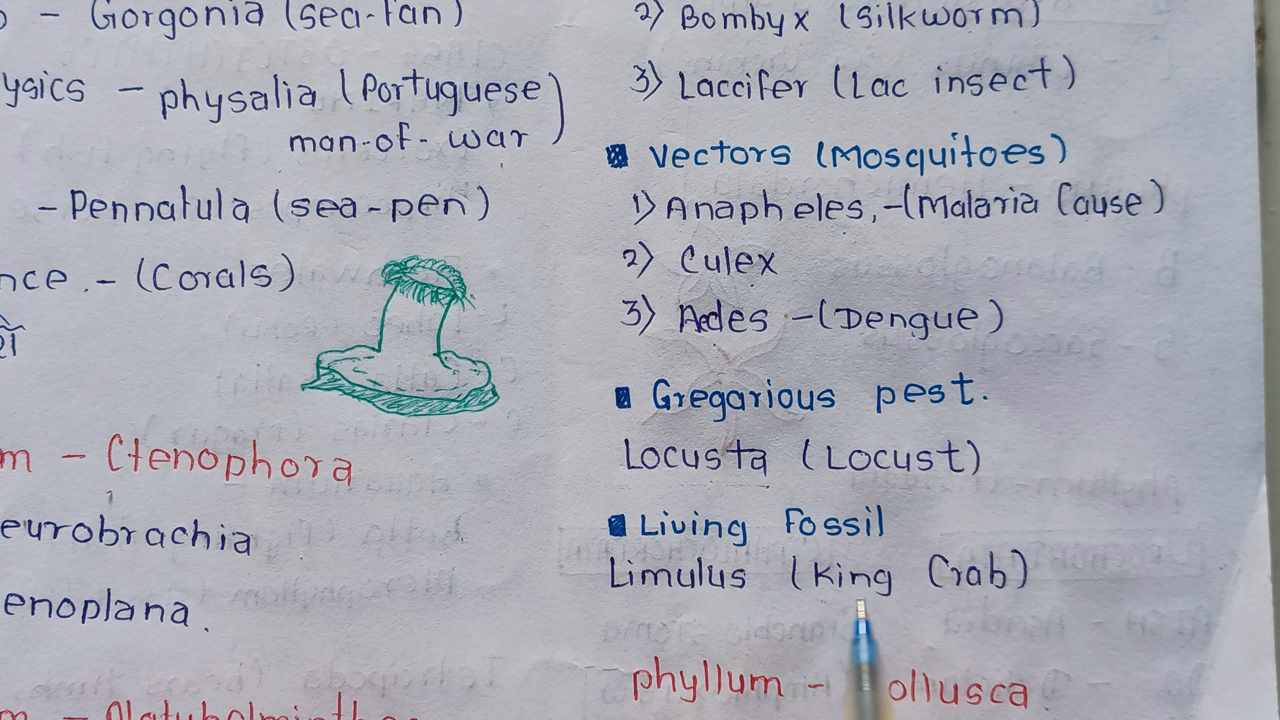 - Gorgonia (sea-fan)
ysics - physalia (Portuguese man-of-war)
- Pennatula (sea-pen)
nce. - (Corals)
m - Ctenophora
eurobrachia
enoplana.
2) Bombyx (silkworm)
3) Laccifer (Lac insect)
Vectors (Mosquitoes)
1) Anapheles, - (Malaria Cause)
2) Culex
3) Aedes - (Dengue)
Gregarious pest.
Locusta (Locust)
Living Fossil
Limulus (King Crab)
phyllum - ollusca